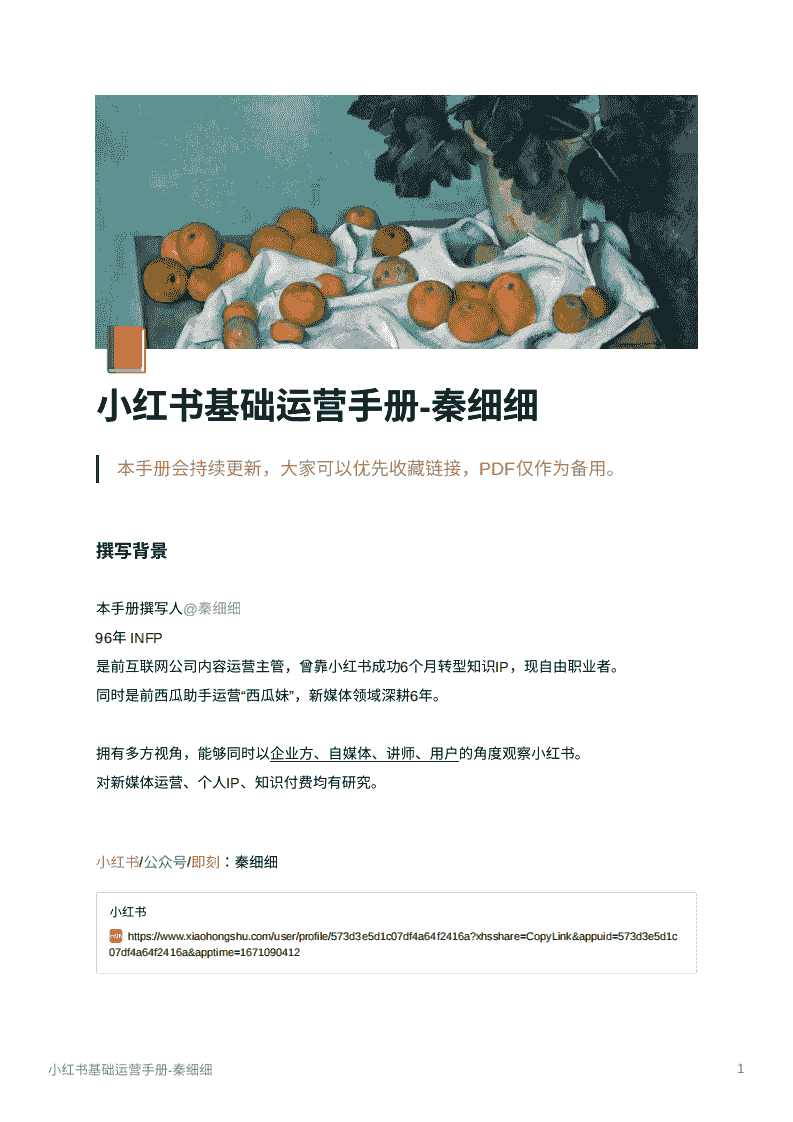 小红书基础运营手册-秦细细
本手册会持续更新，大家可以优先收藏链接，PDF仅作为备用。
撰写背景
本手册撰写人@秦细细
96年 INFP
是前互联网公司内容运营主管，曾靠小红书成功6个月转型知识IP，现自由职业者。
同时是前西瓜助手运营“西瓜妹”，新媒体领域深耕6年。
拥有多方视角，能够同时以企业方、自媒体、讲师、用户的角度观察小红书。
对新媒体运营、个人IP、知识付费均有研究。
小红书/公众号/即刻：秦细细
小红书
https://www.xiaohongshu.com/user/profile/573d3e5d1c07df4a64f2416a?xhsshare=CopyLink&appuid=573d3e5d1c
07df4a64f2416a&apptime=1671090412
小红书基础运营手册-秦细细
1